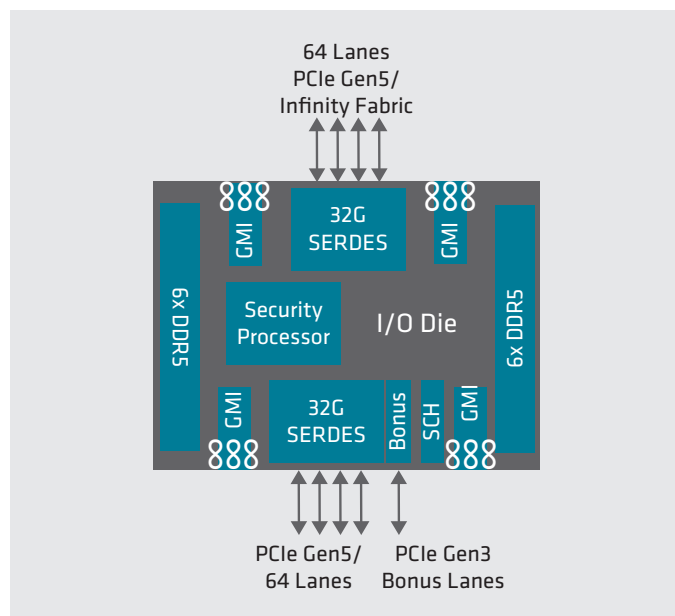 64 Lanes
PCIe Gen5/
Infinity Fabric
GMI
32G
SERDES
GMI
6x DDR5
Security
Processor
I/O Die
6x DDR5
GMI
32G
SERDES
Bonus
SCH
GMI
PCIe Gen5/
64 Lanes
PCIe Gen3
Bonus Lanes